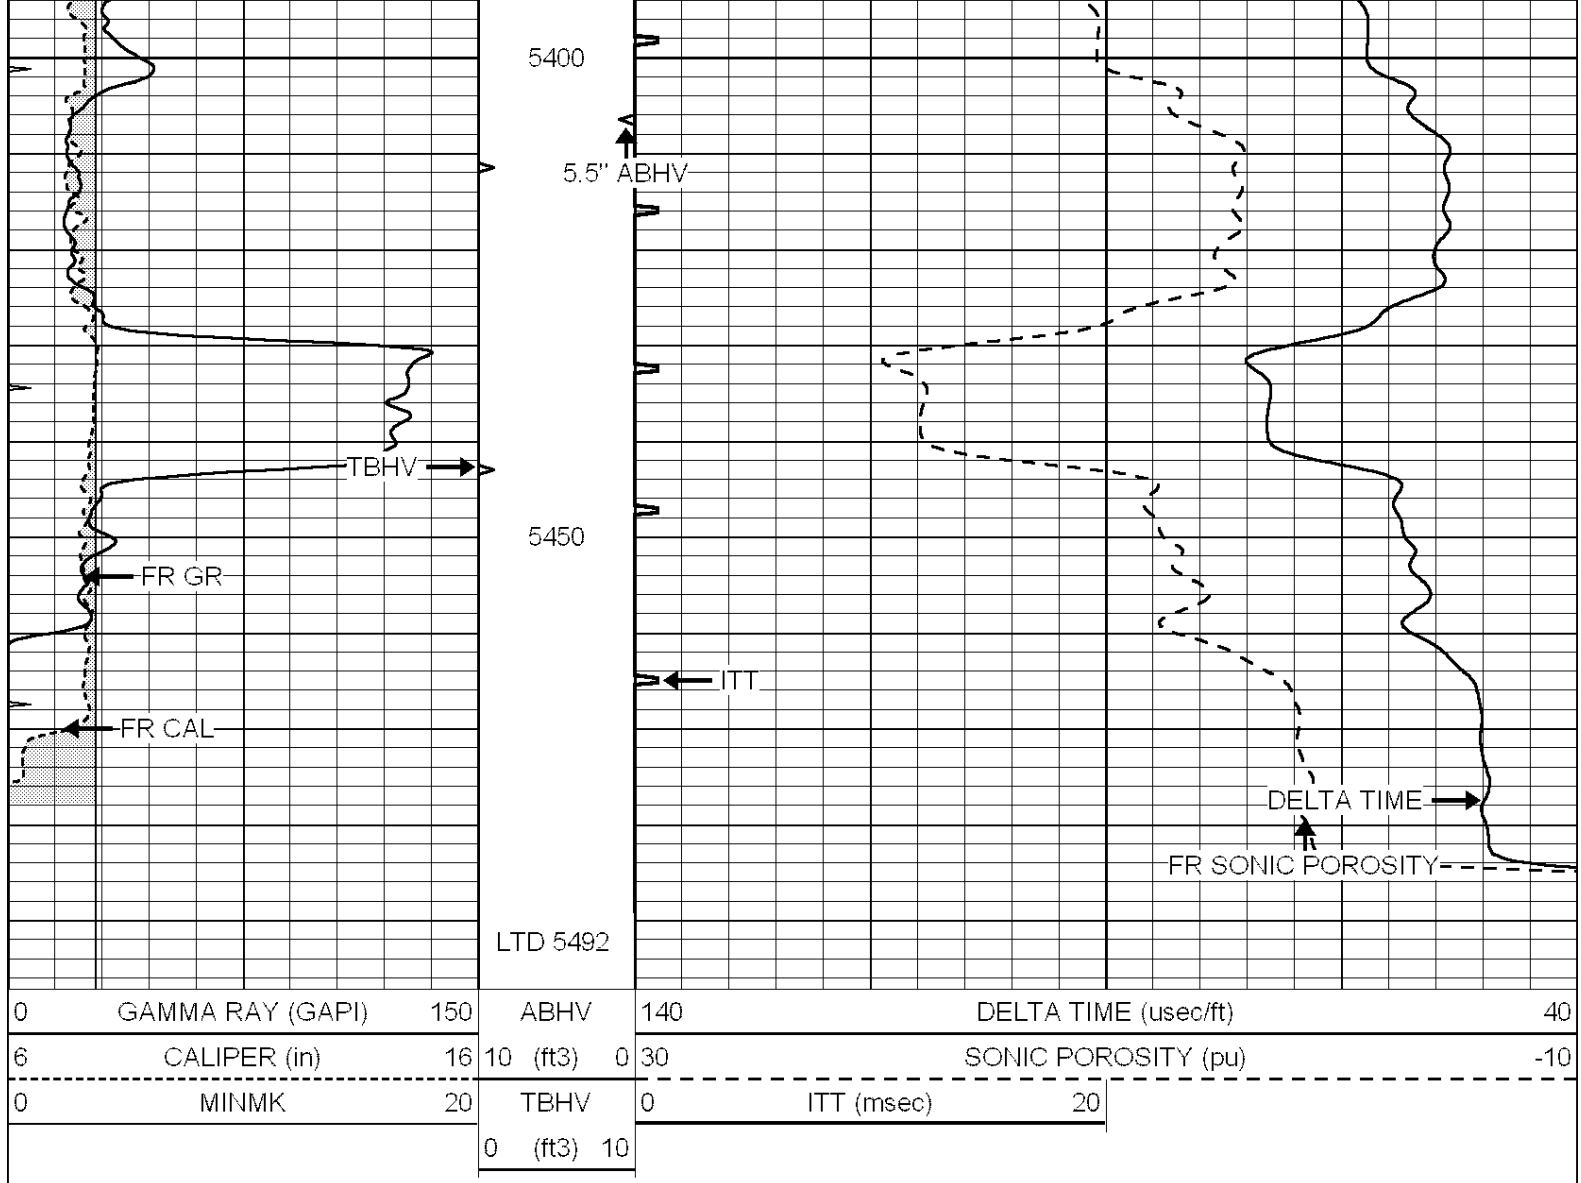 5400
5.5" ABHV
TBHV
5450
FR GR
ITT
FR CAL
DELTA TIME
FR SONIC POROSITY
LTD 5492
0 GAMMA RAY (GAPI) 150 ABHV 140 DELTA TIME (usec/ft) 40
6 CALIPER (in) 16 10 (ft3) 0 30 SONIC POROSITY (pu) -10
0 MINMK 20 TBHV 0 ITT (msec) 20
0 (ft3) 10